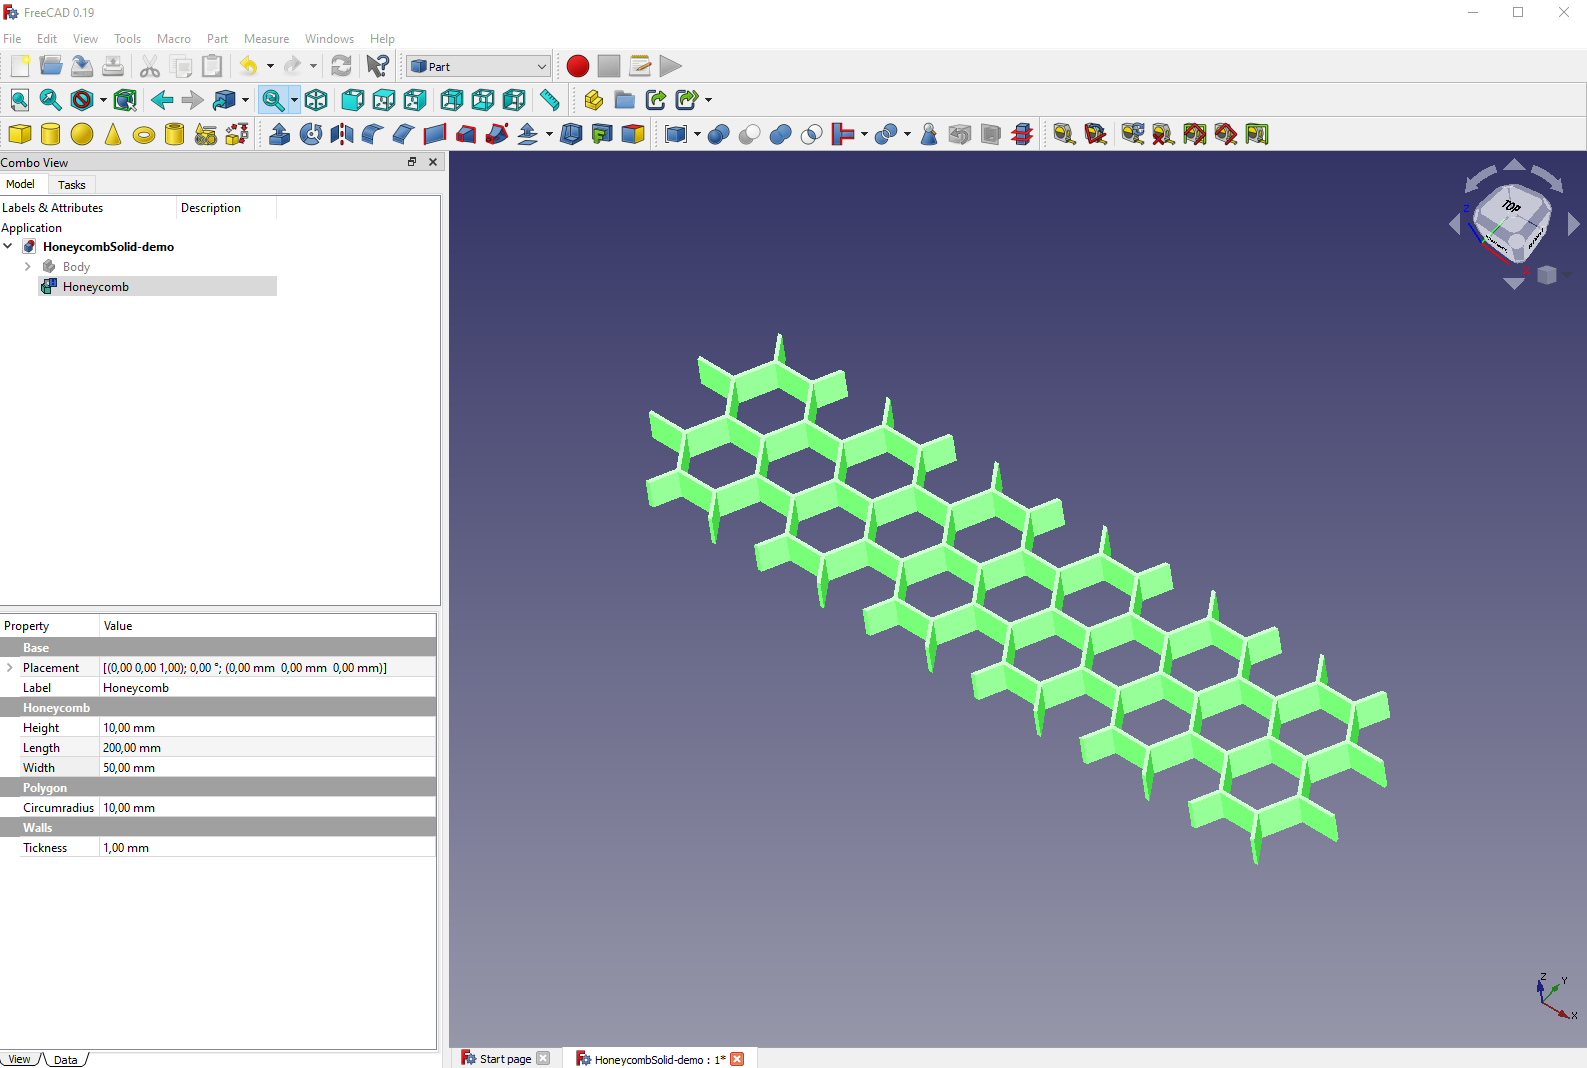 FreeCAD 0.19
File Edit View Tools Macro Part Measure Windows Help
Part
Combo View
Model Tasks
Labels & Attributes Description
Application
HoneycombSolid-demo
Body
Honeycomb
TOP
Z
X
Property Value
Base
Placement [(0,00 0,00 1,00); 0,00 °; (0,00 mm 0,00 mm 0,00 mm)]
Label Honeycomb
Honeycomb
Height 10,00 mm
Length 200,00 mm
Width 50,00 mm
Polygon
Circumradius 10,00 mm
Walls
Tickness 1,00 mm
Z
Y
X
View Data
Start page HoneycombSolid-demo : 1*